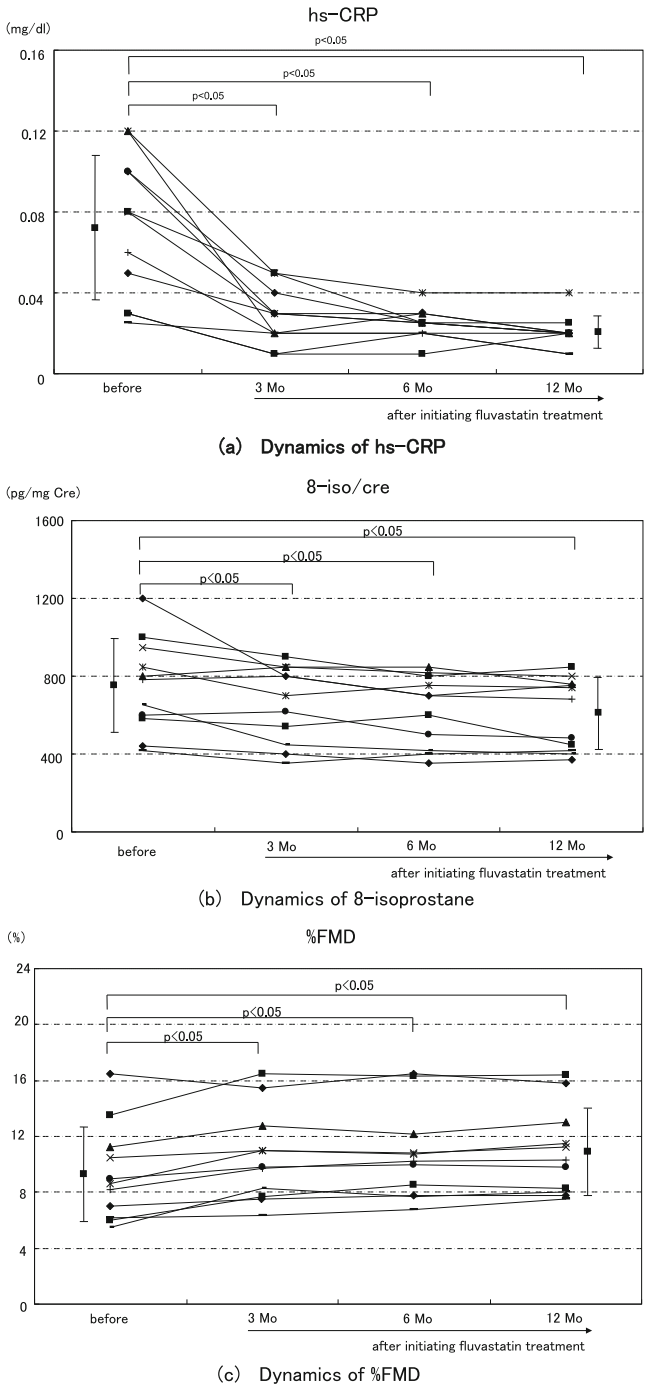 hs-CRP
(mg/dl)
0.16
p<0.05
p<0.05
p<0.05
0.12
0.08
0.04
0
before 3 Mo 6 Mo 12 Mo
after initiating fluvastatin treatment
(a) Dynamics of hs-CRP
8-iso/cre
(pg/mg Cre)
1600
p<0.05
p<0.05
p<0.05
1200
800
400
0
before 3 Mo 6 Mo 12 Mo
after initiating fluvastatin treatment
(b) Dynamics of 8-isoprostane
%FMD
(%)
24
p<0.05
20
p<0.05
p<0.05
16
12
8
4
0
before 3 Mo 6 Mo 12 Mo
after initiating fluvastatin treatment
(c) Dynamics of %FMD